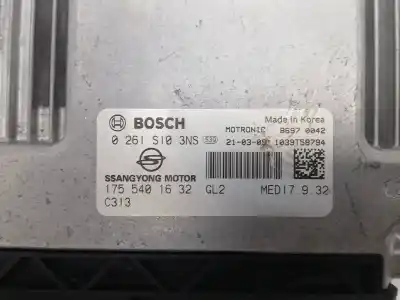 BOSCH
Made in Korea
0 261 S10 3NS
MOTRONIC 8697 0042
21-03-09 1039T58794
SSANGYONG MOTOR
175 540 16 32 GL2 MED17.9.32
C313